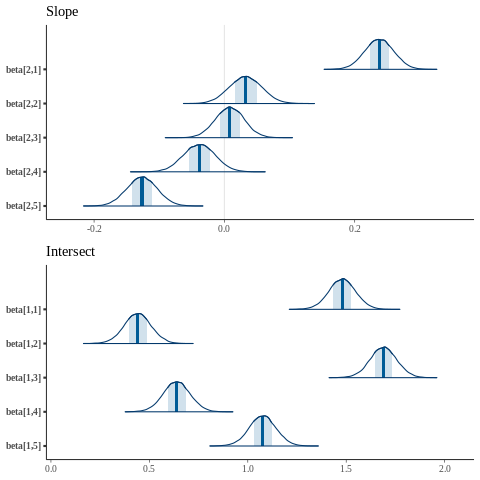 Slope
beta[2,1]
beta[2,2]
beta[2,3]
beta[2,4]
beta[2,5]
-0.2 0.0 0.2
Intersect
beta[1,1]
beta[1,2]
beta[1,3]
beta[1,4]
beta[1,5]
0.0 0.5 1.0 1.5 2.0